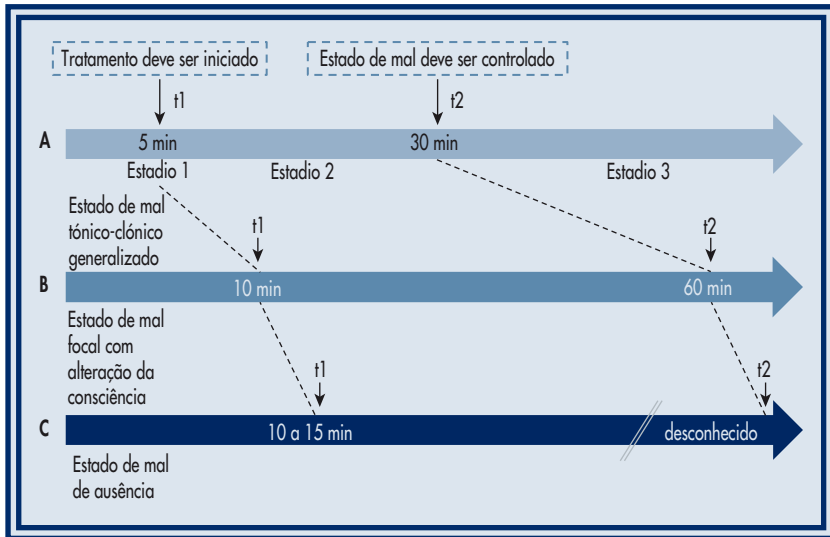 Tratamento deve ser iniciado
Estado de mal deve ser controlado
t1
t2
A
5 min
30 min
Estadio 1
Estadio 2
Estadio 3
Estado de mal
tónico-clónico
generalizado
t1
t2
B
10 min
60 min
Estado de mal
focal com
alteração da
consciência
t1
t2
C
10 a 15 min
desconhecido
Estado de mal
de ausência